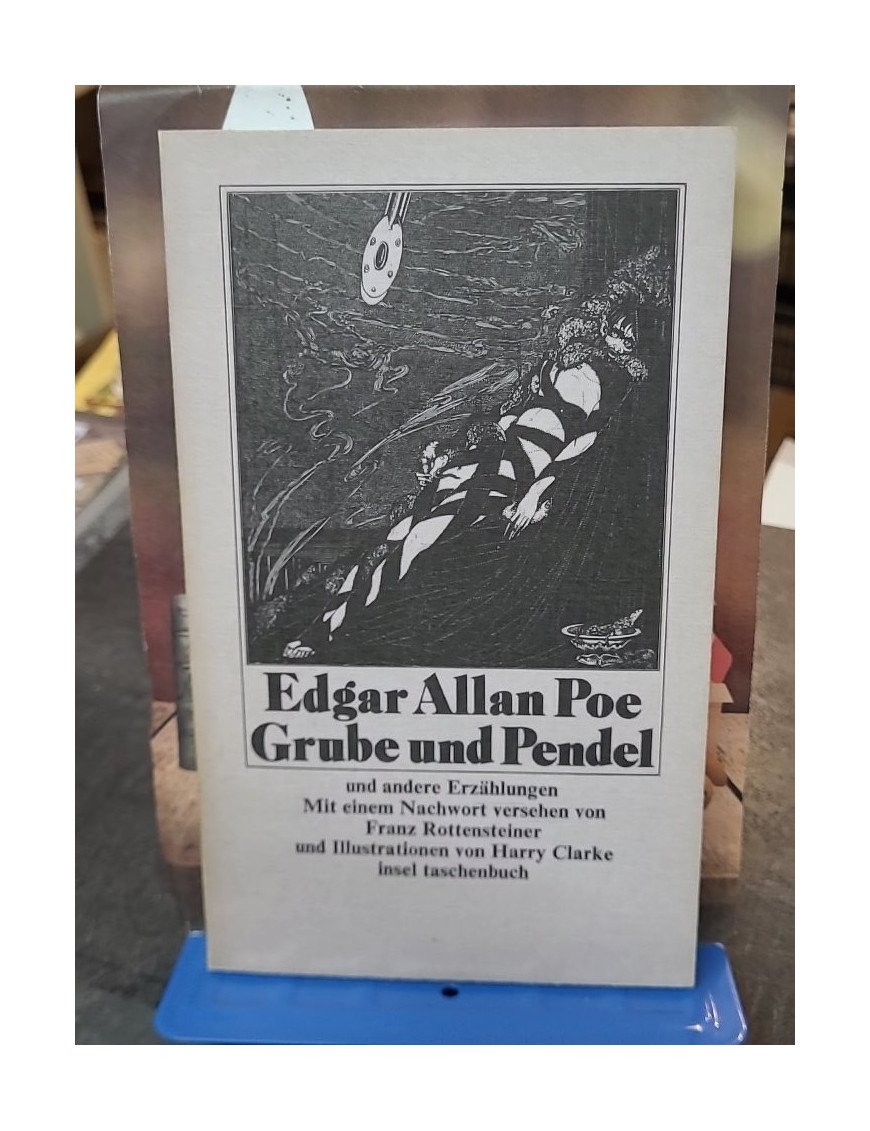 Edgar Allan Poe
Grube und Pendel
und andere Erzählungen
Mit einem Nachwort versehen von
Franz Rottensteiner
und Illustrationen von Harry Clarke
insel taschenbuch